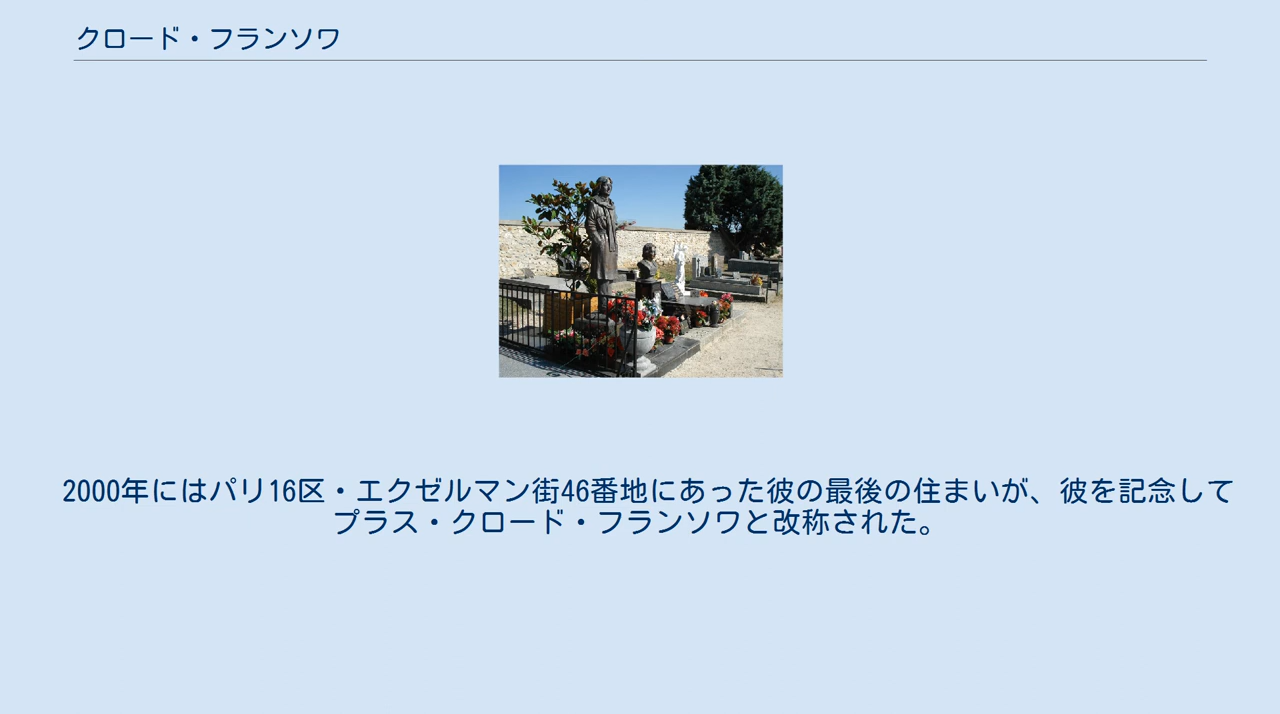 クロード・フランソワ
2000年にはパリ16区・エクゼルマン街46番地にあった彼の最後の住まいが、彼を記念して
プラス・クロード・フランソワと改称された。